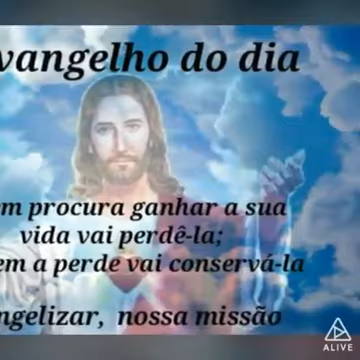 vangelho do dia
m procura ganhar a sua
vida vai perdê-la;
em a perde vai conservá-la
ngelizar, nossa missão
ALIVE